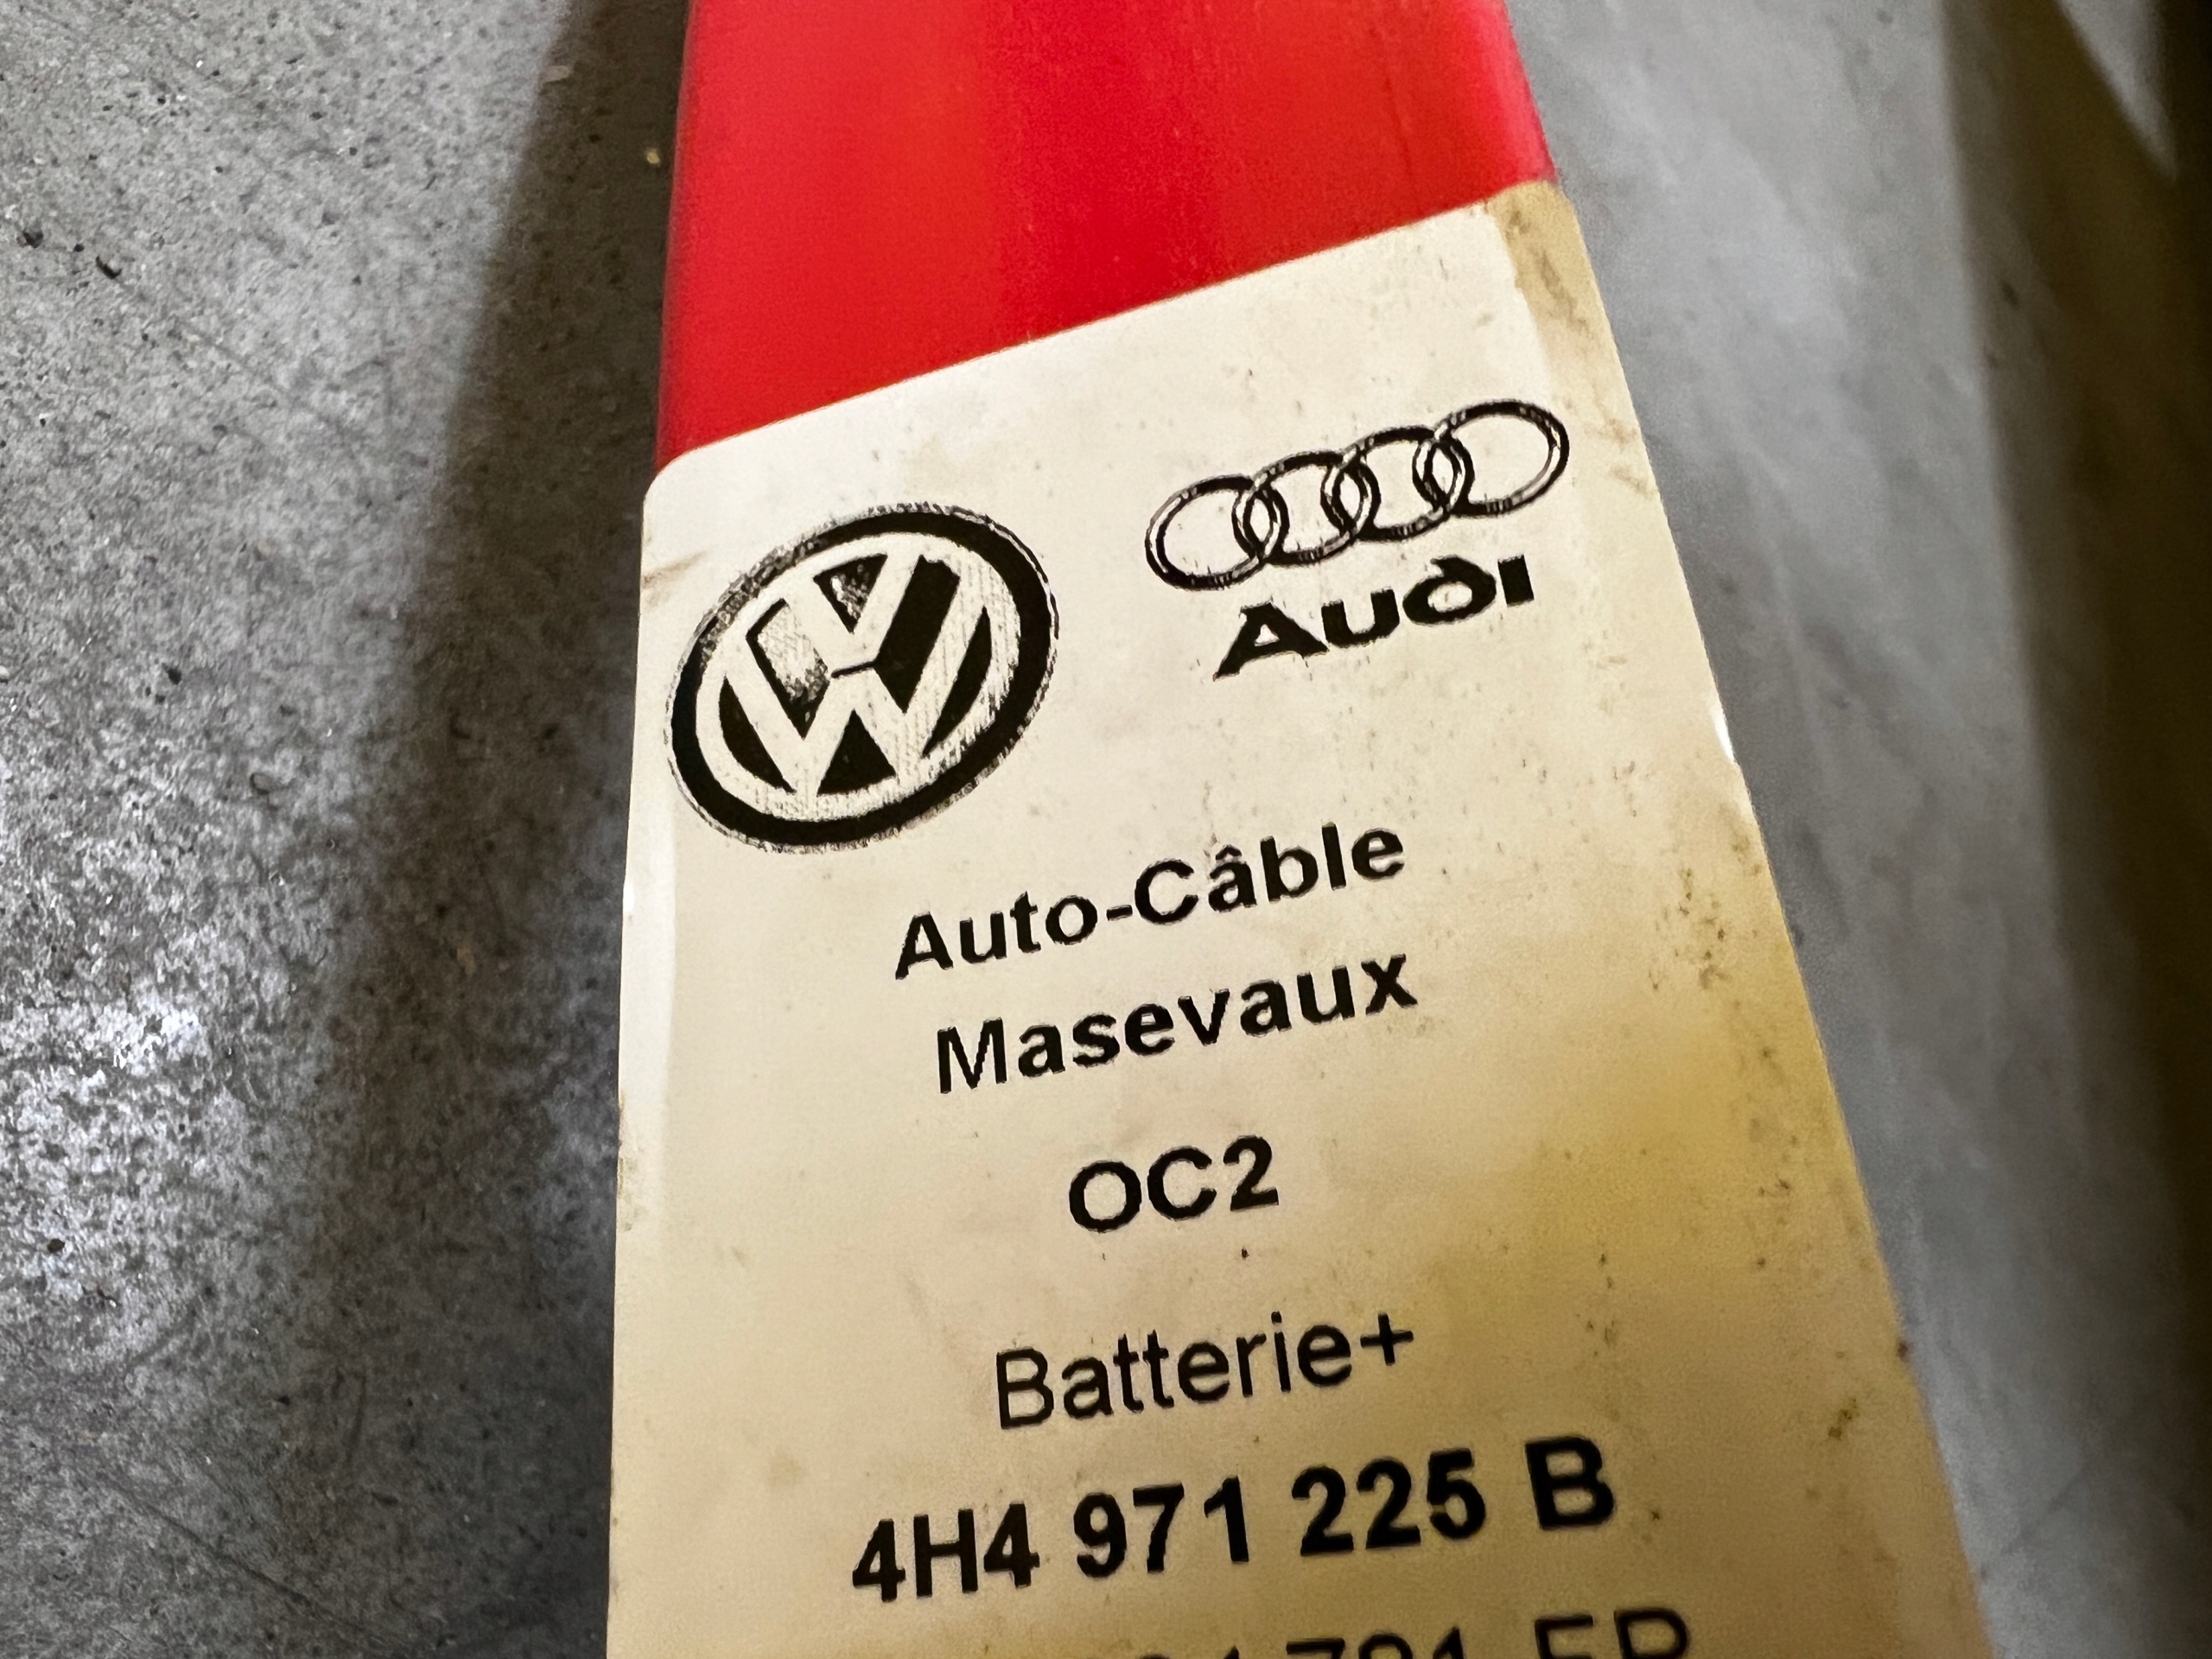 Audi
Auto-Câble
Masevaux
OC2
Batterie+
4H4 971 225 B